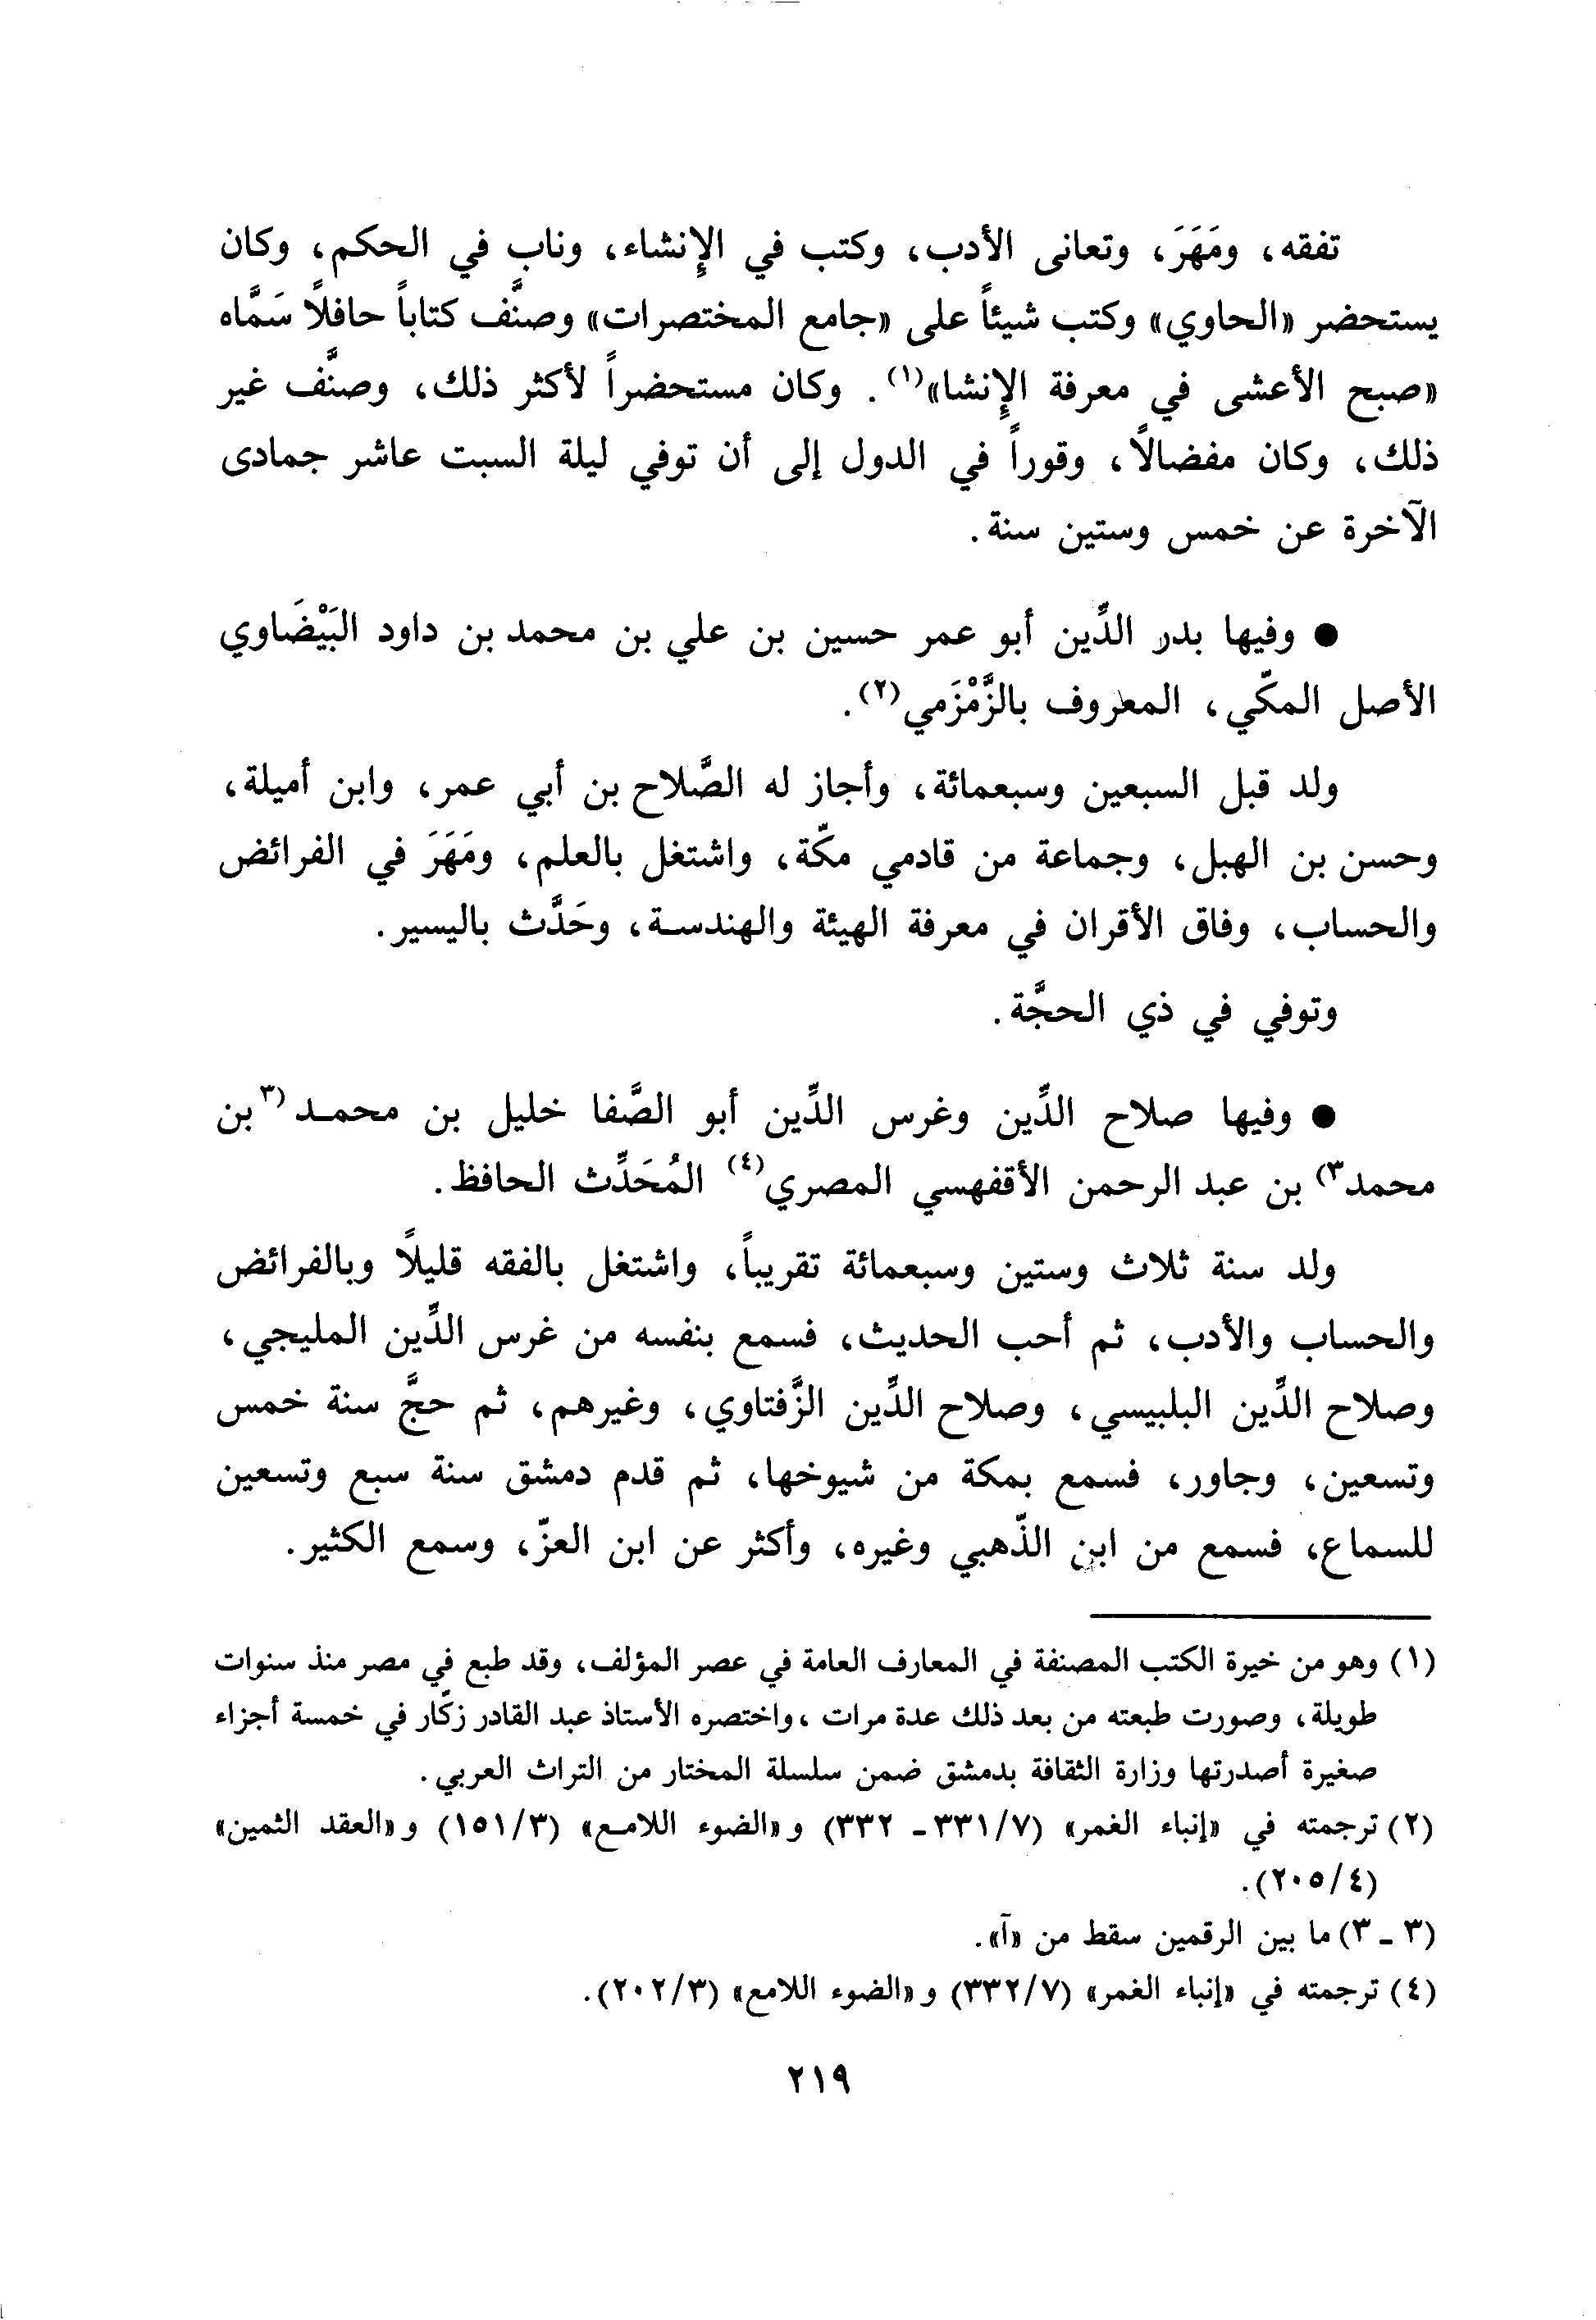 تفقه، ومَهَرَ، وتعانى الأدب، وكتب في الإِنشاء، وناب في الحكم، وكان
يستحضر «الحاوي» وكتب شيئاً على «جامع المختصرات» وصنَّف كتاباً حافلاً سَمَّاه
«صبح الأعشى في معرفة الإِنشا»(١). وكان مستحضراً لأكثر ذلك، وصنَّف غير
ذلك، وكان مفضالاً، وقوراً في الدول إلى أن توفي ليلة السبت عاشر جمادى
الآخرة عن خمس وستين سنة.
● وفيها بدر الدِّين أبو عمر حسين بن علي بن محمد بن داود البَيْضَاوي
الأصل المكّي، المعروف بالزَّمْزَمي(٢).
ولد قبل السبعين وسبعمائة، وأجاز له الصَّلاح بن أبي عمر، وابن أميلة،
وحسن بن الهبل، وجماعة من قادمي مكّة، واشتغل بالعلم، ومَهَرَ في الفرائض
والحساب، وفاق الأقران في معرفة الهيئة والهندسة، وحَدَّث باليسير.
وتوفي في ذي الحجَّة.
● وفيها صلاح الدِّين وغرس الدِّين أبو الصَّفا خليل بن محمد(٣ بن
محمد٣) بن عبد الرحمن الأقفهسي المصري(٤) المُحَدِّث الحافظ.
ولد سنة ثلاث وستين وسبعمائة تقريباً، واشتغل بالفقه قليلاً وبالفرائض
والحساب والأدب، ثم أحب الحديث، فسمع بنفسه من غرس الدِّين المليجي،
وصلاح الدِّين البلبيسي، وصلاح الدِّين الزَّفتاوي، وغيرهم، ثم حجَّ سنة خمس
وتسعين، وجاور، فسمع بمكة من شيوخها، ثم قدم دمشق سنة سبع وتسعين
للسماع، فسمع من ابن الذّهبي وغيره، وأكثر عن ابن العزّ، وسمع الكثير.
(١) وهو من خيرة الكتب المصنفة في المعارف العامة في عصر المؤلف، وقد طبع في مصر منذ سنوات
طويلة، وصورت طبعته من بعد ذلك عدة مرات، واختصره الأستاذ عبد القادر زكّار في خمسة أجزاء
صغيرة أصدرتها وزارة الثقافة بدمشق ضمن سلسلة المختار من التراث العربي.
(٢) ترجمته في «إنباء الغمر» (٣٣١/٧ - ٣٣٢) و«الضوء اللامع» (١٥١/٣) و«العقد الثمين»
(٢٠٥/٤).
(٣ - ٣) ما بين الرقمين سقط من «آ».
(٤) ترجمته في «إنباء الغمر» (٣٣٢/٧) و«الضوء اللامع» (٢٠٢/٣).
٢١٩